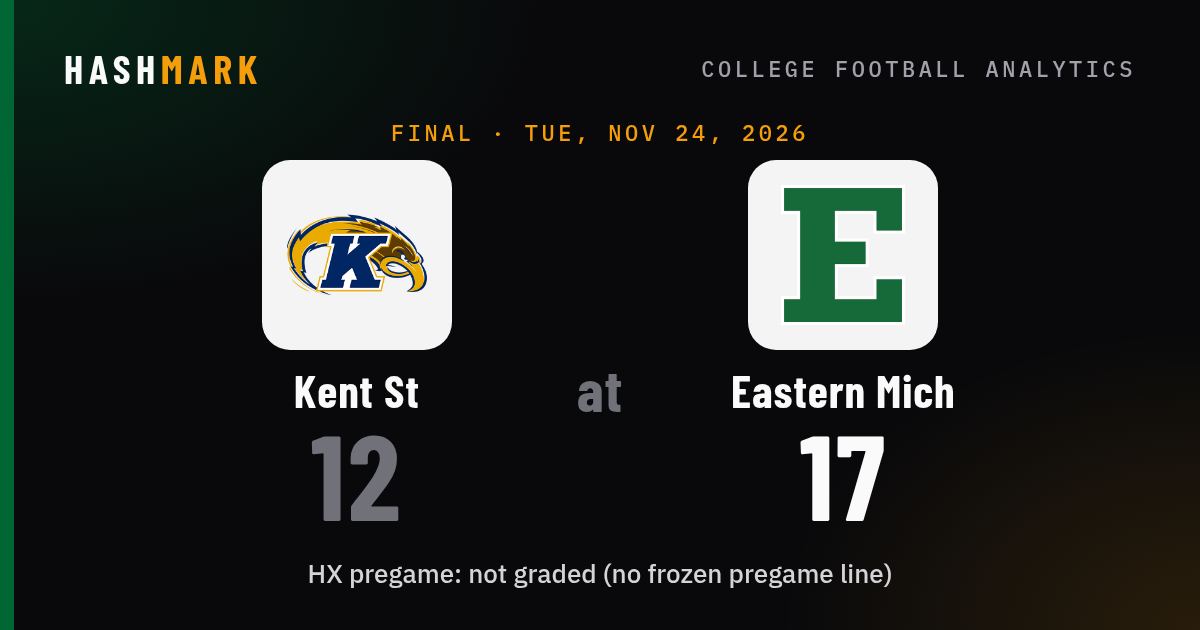 HASHMARK
COLLEGE FOOTBALL ANALYTICS
FINAL · TUE, NOV 24, 2026
K
E
Kent St
at
Eastern Mich
12
17
HX pregame: not graded (no frozen pregame line)